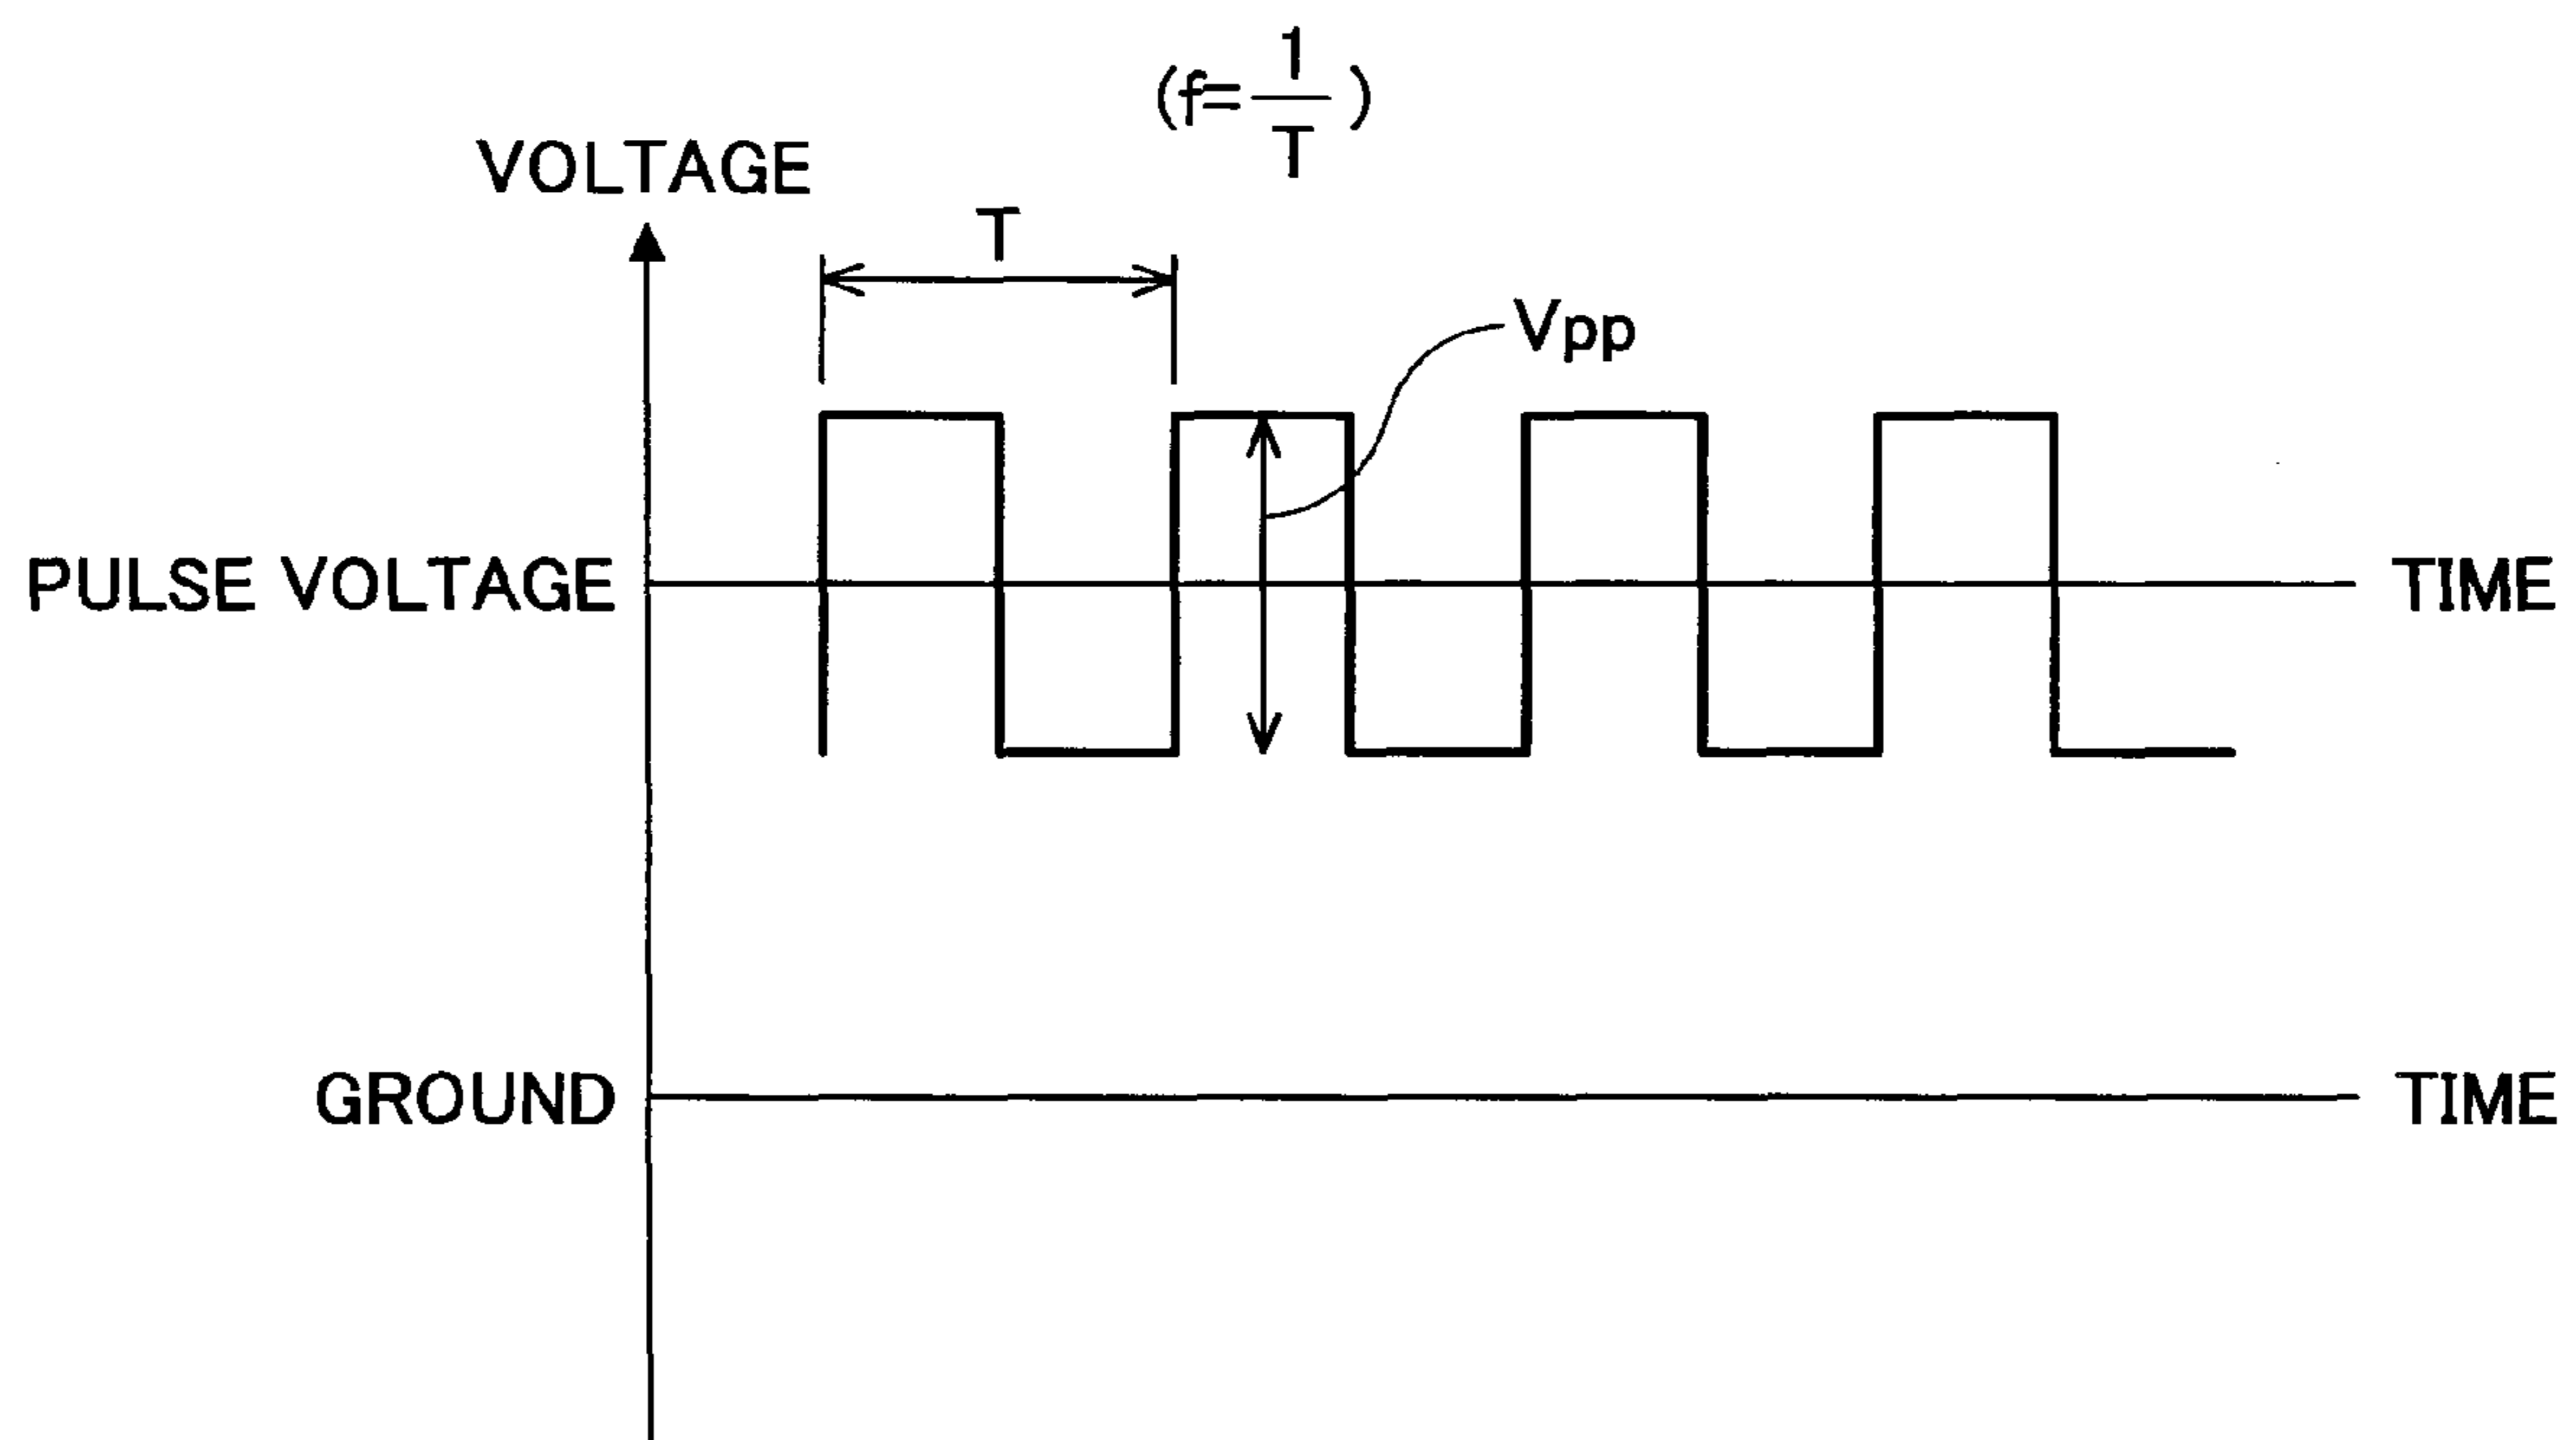 (f=1/T)
VOLTAGE
T
Vpp
PULSE VOLTAGE
TIME
GROUND
TIME